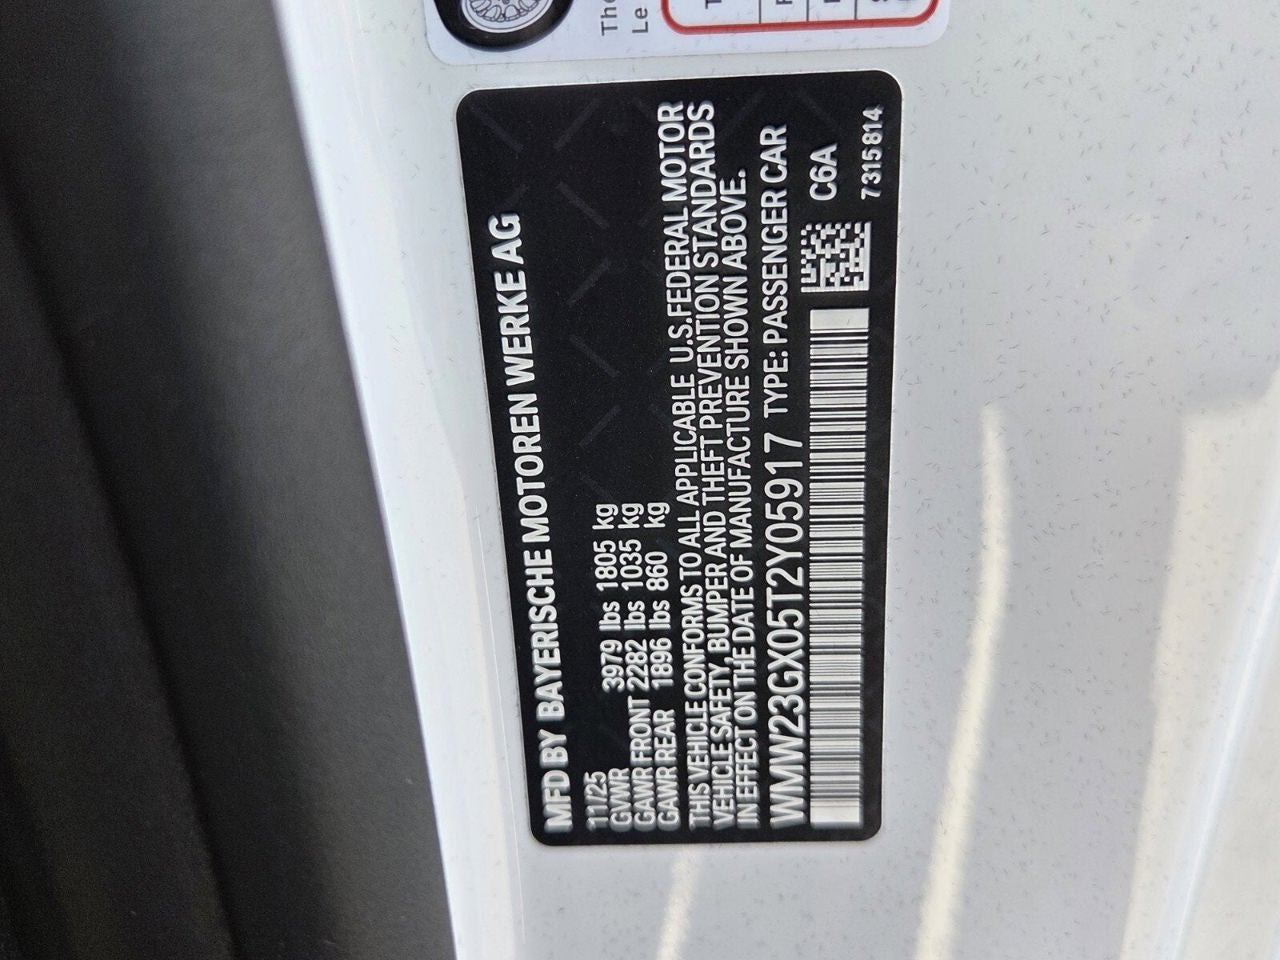 The
Le
MFD BY BAYERISCHE MOTOREN WERKE AG
11/25
GVWR 3979 lbs 1805 kg
GAWR FRONT 2282 lbs 1035 kg
GAWR REAR 1896 lbs 860 kg
THIS VEHICLE CONFORMS TO ALL APPLICABLE U.S.FEDERAL MOTOR
VEHICLE SAFETY, BUMPER AND THEFT PREVENTION STANDARDS
IN EFFECT ON THE DATE OF MANUFACTURE SHOWN ABOVE.
WMW23GX05T2Y05917 TYPE: PASSENGER CAR
C6A
7315814